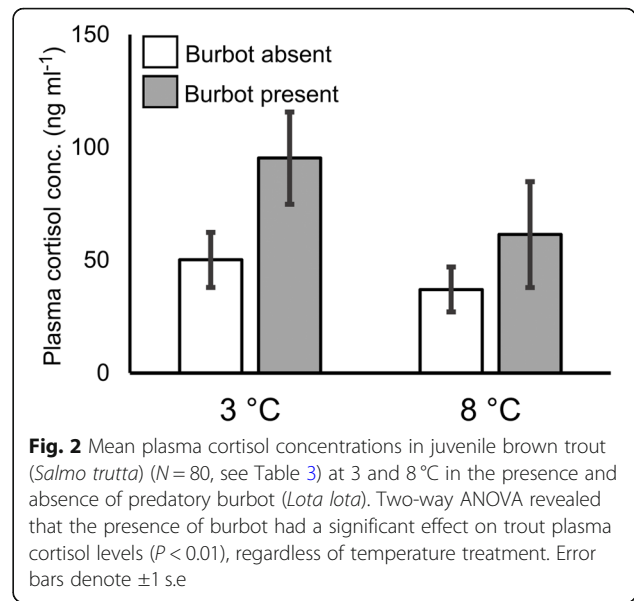 150
Burbot absent
Burbot present
Plasma cortisol conc. (ng ml-1)
100
50
0
3 °C
8 °C
Fig. 2 Mean plasma cortisol concentrations in juvenile brown trout
(Salmo trutta) (N = 80, see Table 3) at 3 and 8 °C in the presence and
absence of predatory burbot (Lota lota). Two-way ANOVA revealed
that the presence of burbot had a significant effect on trout plasma
cortisol levels (P < 0.01), regardless of temperature treatment. Error
bars denote ±1 s.e